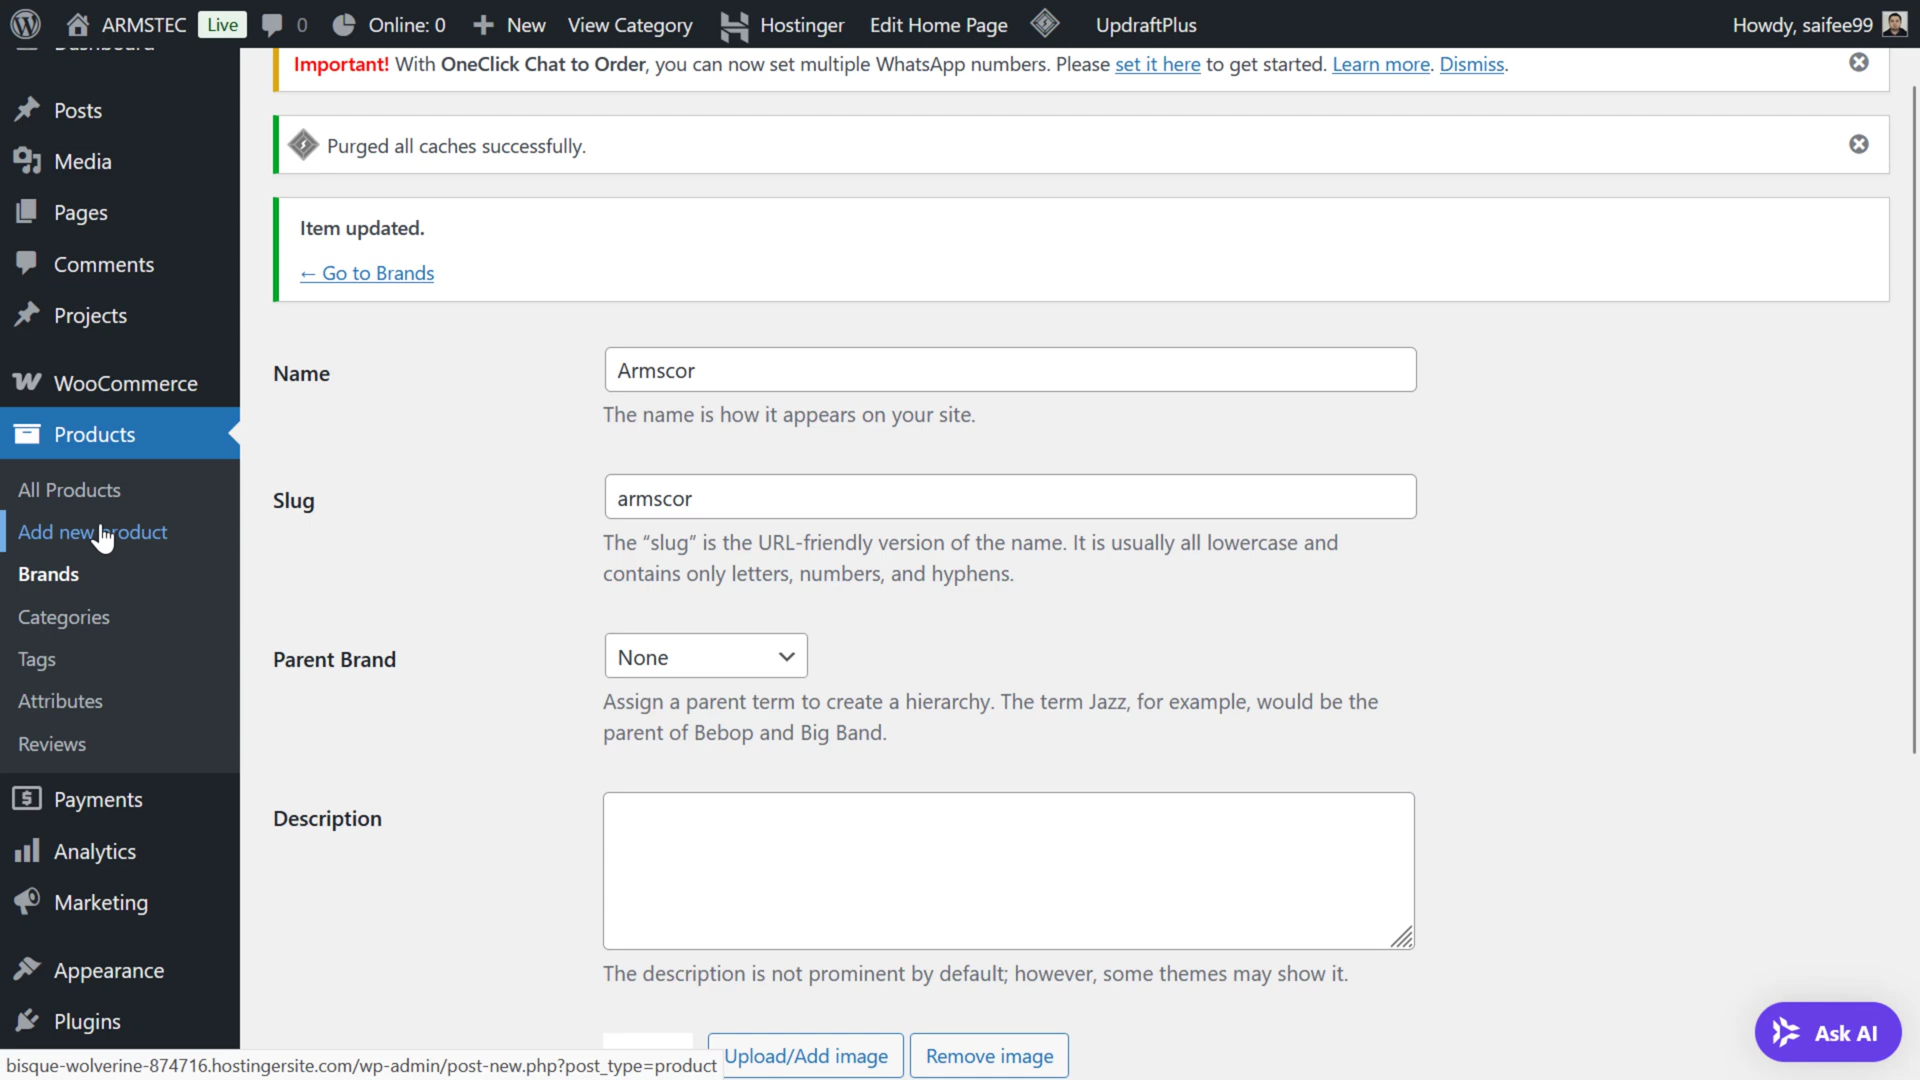 ARMSTEC Live 0 Online: 0 New View Category Hostinger Edit Home Page UpdraftPlus Howdy, saifee99
Dashboard
Posts
Media
Pages
Comments
Projects
WooCommerce
Products
All Products
Add new product
Brands
Categories
Tags
Attributes
Reviews
Payments
Analytics
Marketing
Appearance
Plugins
Important! With OneClick Chat to Order, you can now set multiple WhatsApp numbers. Please set it here to get started. Learn more. Dismiss.
Purged all caches successfully.
Item updated.
← Go to Brands
Name
Armscor
The name is how it appears on your site.
Slug
armscor
The “slug” is the URL-friendly version of the name. It is usually all lowercase and
contains only letters, numbers, and hyphens.
Parent Brand
None
Assign a parent term to create a hierarchy. The term Jazz, for example, would be the
parent of Bebop and Big Band.
Description
The description is not prominent by default; however, some themes may show it.
Upload/Add image
Remove image
Ask AI
bisque-wolverine-874716.hostingersite.com/wp-admin/post-new.php?post_type=product